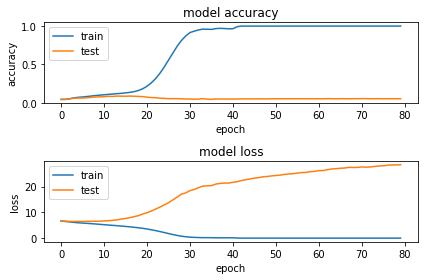 model accuracy
1.0
0.5
0.0
accuracy
train
test
0 10 20 30 40 50 60 70 80
epoch
model loss
20
10
0
loss
train
test
0 10 20 30 40 50 60 70 80
epoch